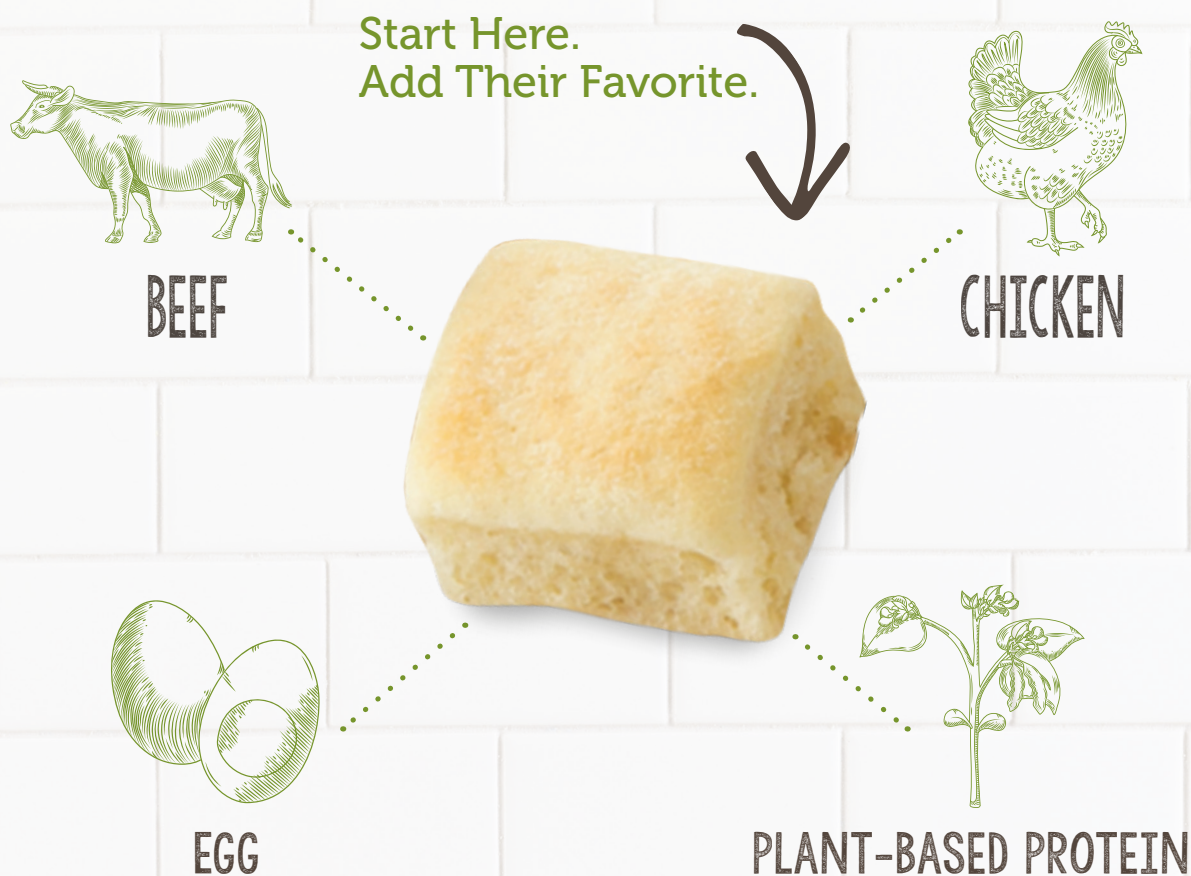 Start Here.
Add Their Favorite.
BEEF
CHICKEN
EGG
PLANT-BASED PROTEIN